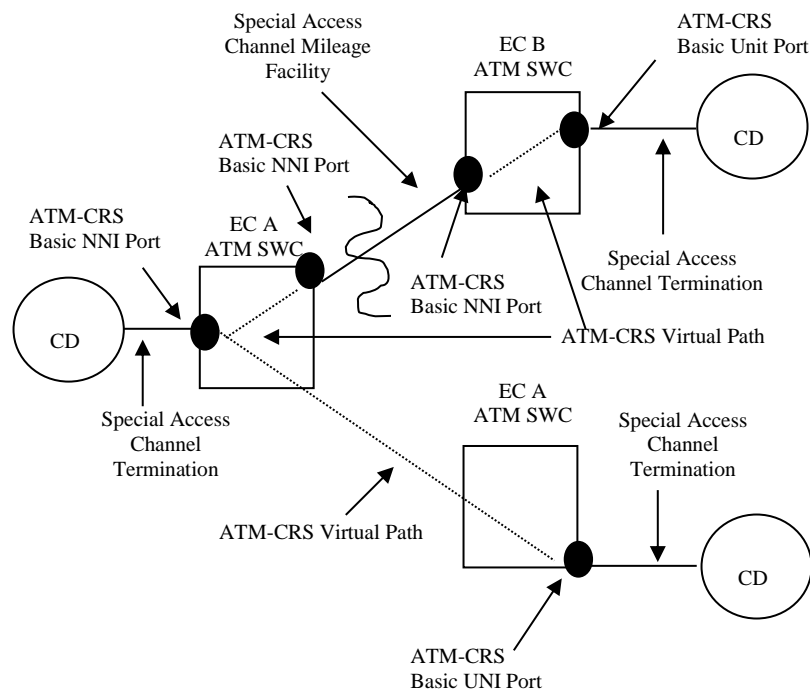 Special Access
Channel Mileage
Facility
EC B
ATM SWC
ATM-CRS
Basic Unit Port
CD
ATM-CRS
Basic NNI Port
ATM-CRS
Basic NNI Port
EC A
ATM SWC
ATM-CRS
Basic NNI Port
Special Access
Channel Termination
CD
ATM-CRS Virtual Path
Special Access
Channel
Termination
EC A
ATM SWC
Special Access
Channel
Termination
ATM-CRS Virtual Path
CD
ATM-CRS
Basic UNI Port